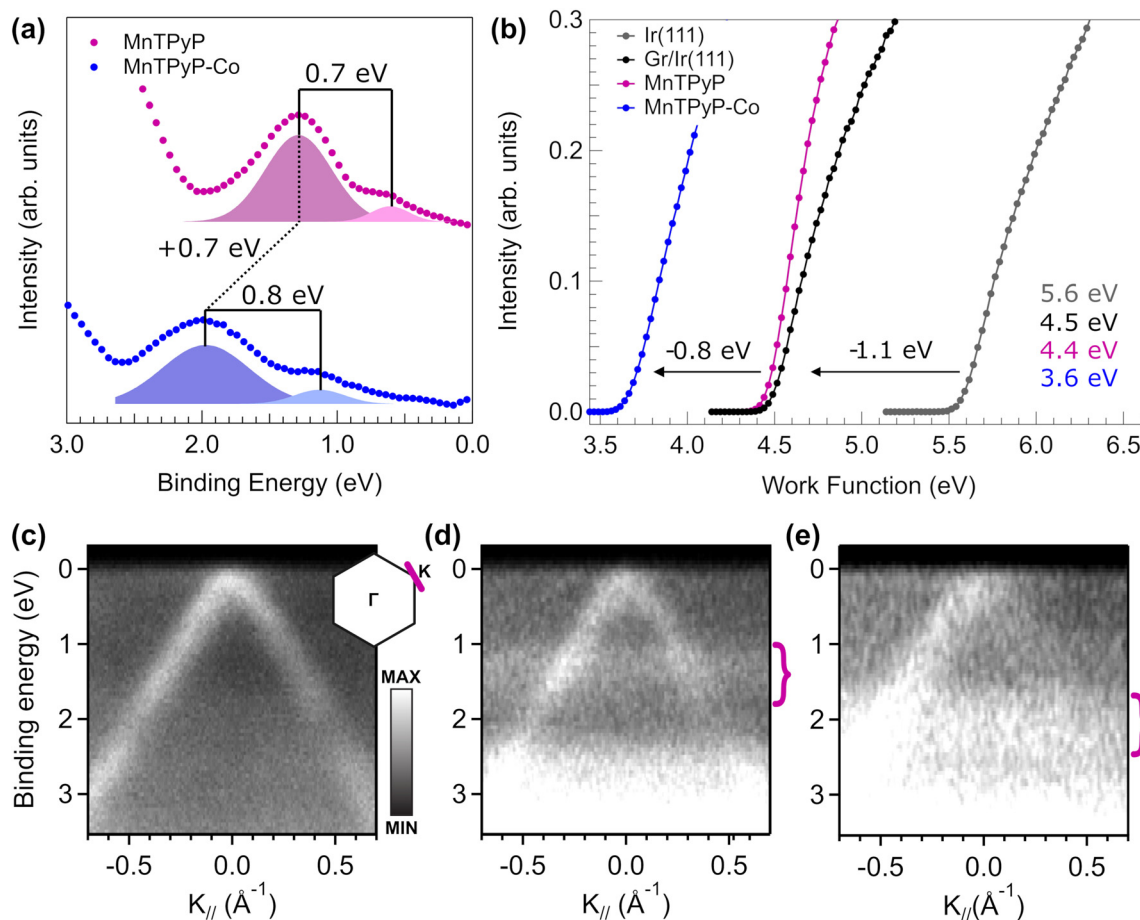 (a)
MnTPyP
MnTPyP-Co
0.7 eV
+0.7 eV
0.8 eV
Intensity (arb. units)
3.0 2.0 1.0 0.0
Binding Energy (eV)
(b)
Ir(111)
Gr/Ir(111)
MnTPyP
MnTPyP-Co
0.3
0.2
0.1
0.0
Intensity (arb. units)
-0.8 eV
-1.1 eV
5.6 eV
4.5 eV
4.4 eV
3.6 eV
3.5 4.0 4.5 5.0 5.5 6.0 6.5
Work Function (eV)
(c)
0
1
2
3
Binding energy (eV)
K
Γ
MAX
MIN
-0.5 0.0 0.5
K// (Å-1)
(d)
0
1
2
3
-0.5 0.0 0.5
K// (Å-1)
(e)
0
1
2
3
-0.5 0.0 0.5
K// (Å-1)